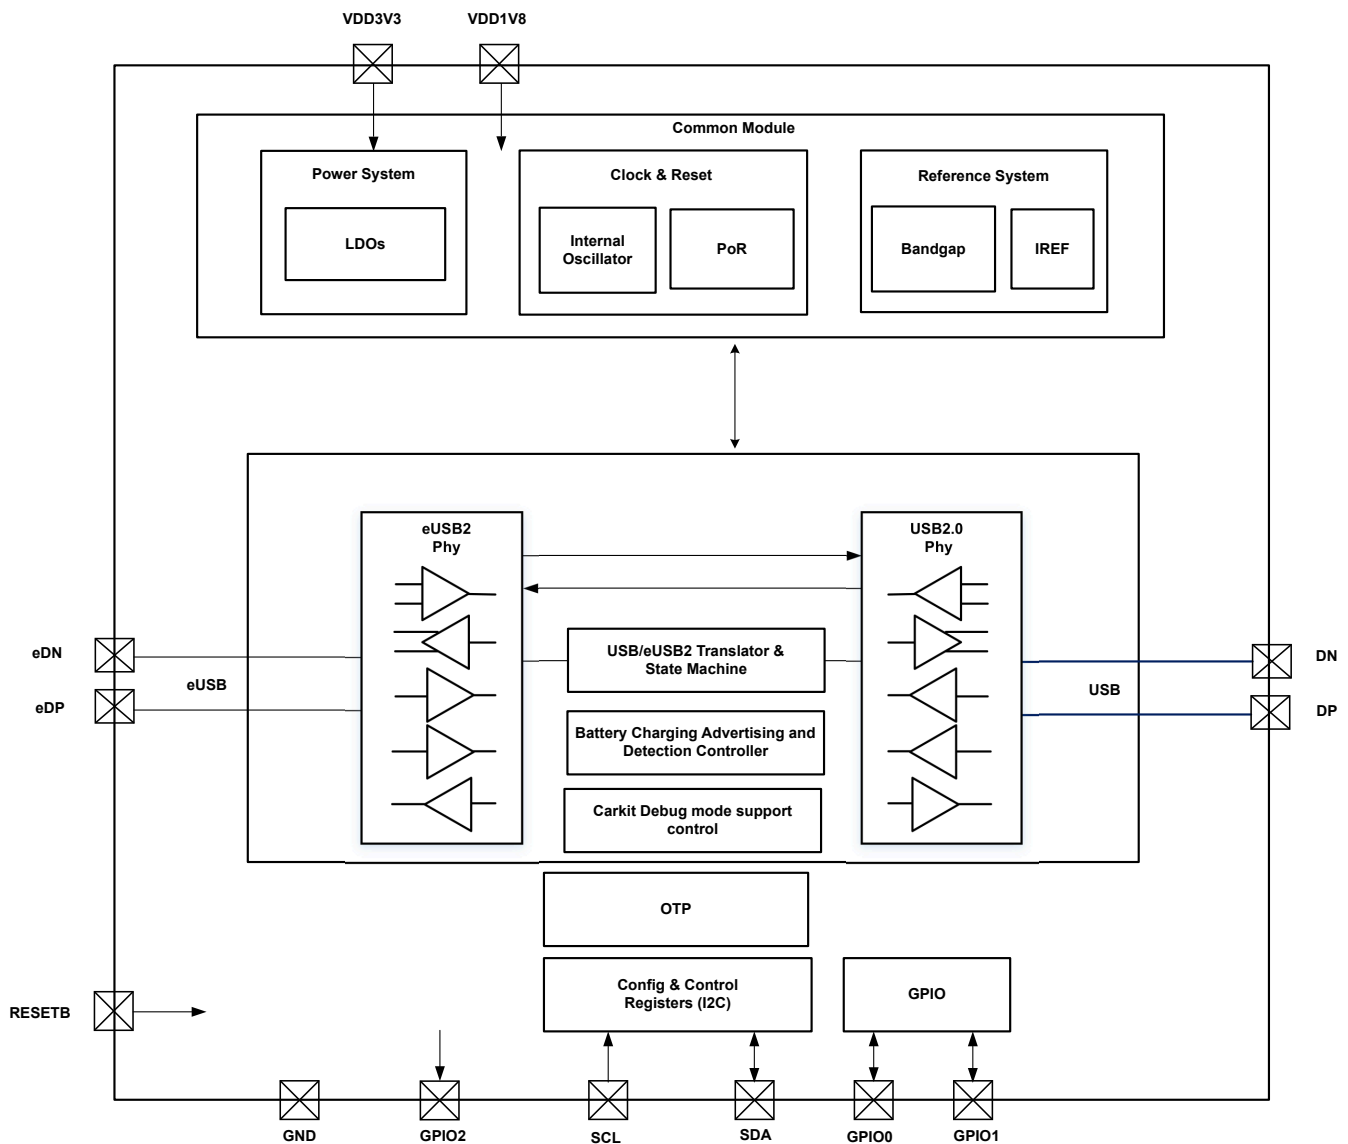 VDD3V3
VDD1V8
Common Module
Power System
LDOs
Clock & Reset
Internal
Oscillator
PoR
Reference System
Bandgap
IREF
eUSB2
Phy
USB2.0
Phy
eDN
eUSB
eDP
USB/eUSB2 Translator &
State Machine
Battery Charging Advertising and
Detection Controller
Carkit Debug mode support
control
DN
USB
DP
OTP
Config & Control
Registers (I2C)
GPIO
RESETB
GND
GPIO2
SCL
SDA
GPIO0
GPIO1